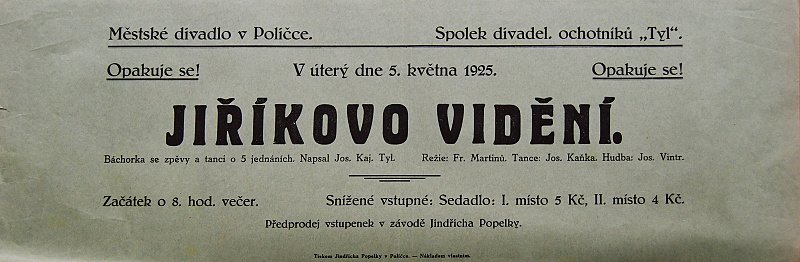 Městské divadlo v Poličce. Spolek divadel. ochotníků „Tyl“.
Opakuje se! V úterý dne 5. května 1925. Opakuje se!
JIŘÍKOVO VIDĚNÍ.
Báchorka se zpěvy a tanci o 5 jednáních. Napsal Jos. Kaj. Tyl. Režie: Fr. Martinů. Tance: Jos. Kaňka. Hudba: Jos. Vintr.
Začátek o 8. hod. večer. Snížené vstupné: Sedadlo: I. místo 5 Kč, II. místo 4 Kč.
Předprodej vstupenek v závodě Jindřicha Popelky.
Tiskem Jindřicha Popelky v Poličce. — Nákladem vlastním.